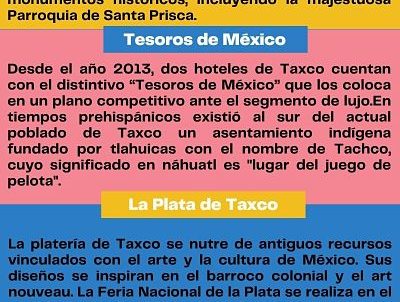 monumentos históricos, incluyendo la majestuosa
Parroquia de Santa Prisca.
Tesoros de México
Desde el año 2013, dos hoteles de Taxco cuentan
con el distintivo “Tesoros de México” que los coloca
en un plano competitivo ante el segmento de lujo.En
tiempos prehispánicos existió al sur del actual
poblado de Taxco un asentamiento indígena
fundado por tlahuicas con el nombre de Tachco,
cuyo significado en náhuatl es "lugar del juego de
pelota".
La Plata de Taxco
La platería de Taxco se nutre de antiguos recursos
vinculados con el arte y la cultura de México. Sus
diseños se inspiran en el barroco colonial y el art
nouveau. La Feria Nacional de la Plata se realiza en el